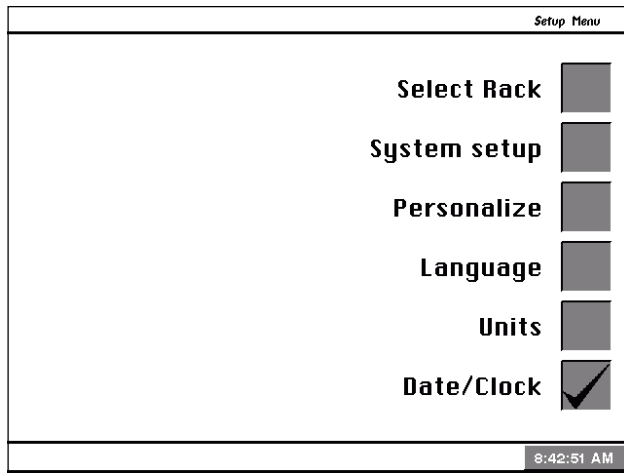 Setup Menu
Select Rack
System setup
Personalize
Language
Units
Date/Clock
8:42:51 AM